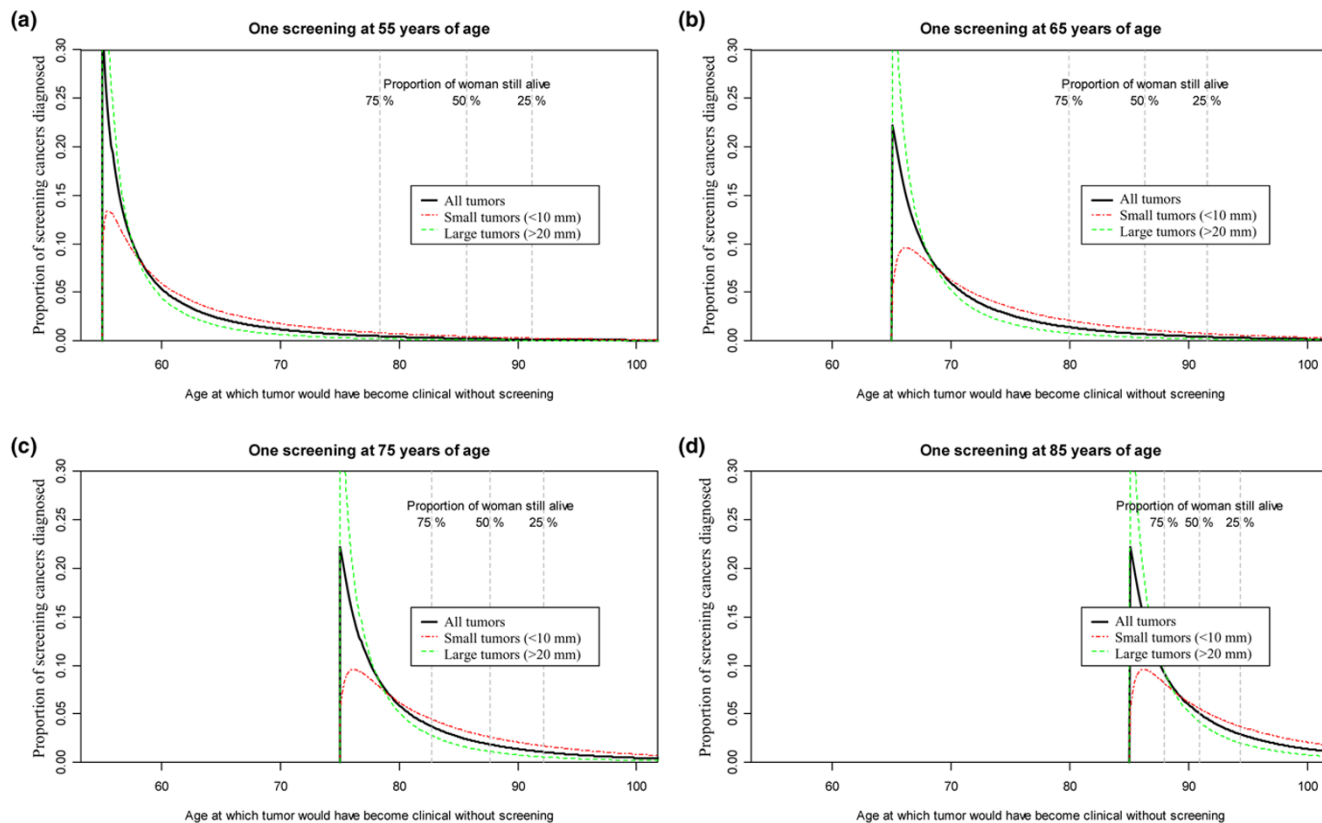 (a)
One screening at 55 years of age
Proportion of screening cancers diagnosed
0.00 0.05 0.10 0.15 0.20 0.25 0.30
Proportion of woman still alive
75 % 50 % 25 %
All tumors
Small tumors (<10 mm)
Large tumors (>20 mm)
60 70 80 90 100
Age at which tumor would have become clinical without screening
(b)
One screening at 65 years of age
Proportion of screening cancers diagnosed
0.00 0.05 0.10 0.15 0.20 0.25 0.30
Proportion of woman still alive
75 % 50 % 25 %
All tumors
Small tumors (<10 mm)
Large tumors (>20 mm)
60 70 80 90 100
Age at which tumor would have become clinical without screening
(c)
One screening at 75 years of age
Proportion of screening cancers diagnosed
0.00 0.05 0.10 0.15 0.20 0.25 0.30
Proportion of woman still alive
75 % 50 % 25 %
All tumors
Small tumors (<10 mm)
Large tumors (>20 mm)
60 70 80 90 100
Age at which tumor would have become clinical without screening
(d)
One screening at 85 years of age
Proportion of screening cancers diagnosed
0.00 0.05 0.10 0.15 0.20 0.25 0.30
Proportion of woman still alive
75 % 50 % 25 %
All tumors
Small tumors (<10 mm)
Large tumors (>20 mm)
60 70 80 90 100
Age at which tumor would have become clinical without screening